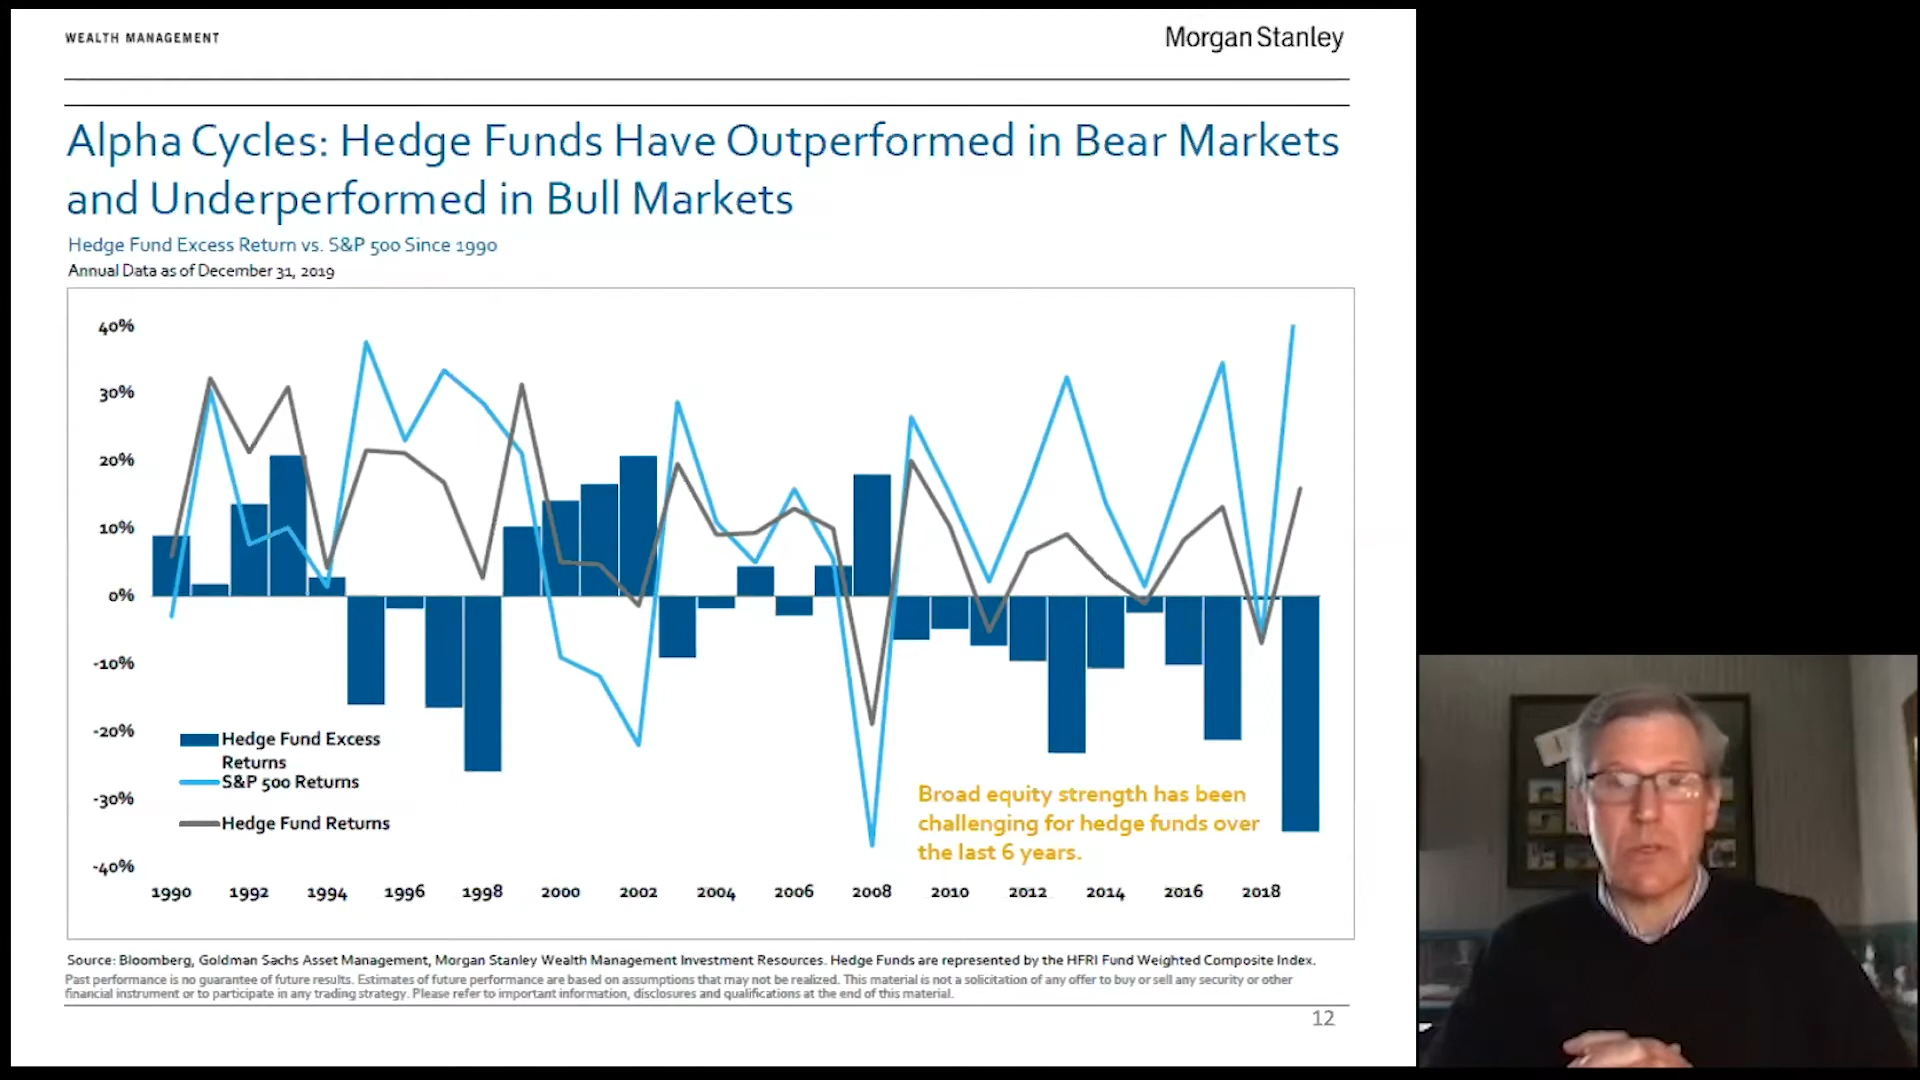 WEALTH MANAGEMENT
Morgan Stanley
Alpha Cycles: Hedge Funds Have Outperformed in Bear Markets
and Underperformed in Bull Markets
Hedge Fund Excess Return vs. S&P 500 Since 1990
Annual Data as of December 31, 2019
40%
30%
20%
10%
0%
-10%
-20%
-30%
-40%
Hedge Fund Excess
Returns
S&P 500 Returns
Hedge Fund Returns
Broad equity strength has been
challenging for hedge funds over
the last 6 years.
1990 1992 1994 1996 1998 2000 2002 2004 2006 2008 2010 2012 2014 2016 2018
Source: Bloomberg, Goldman Sachs Asset Management, Morgan Stanley Wealth Management Investment Resources. Hedge Funds are represented by the HFRI Fund Weighted Composite Index.
Past performance is no guarantee of future results. Estimates of future performance are based on assumptions that may not be realized. This material is not a solicitation of any offer to buy or sell any security or other
financial instrument or to participate in any trading strategy. Please refer to important information, disclosures and qualifications at the end of this material.
12